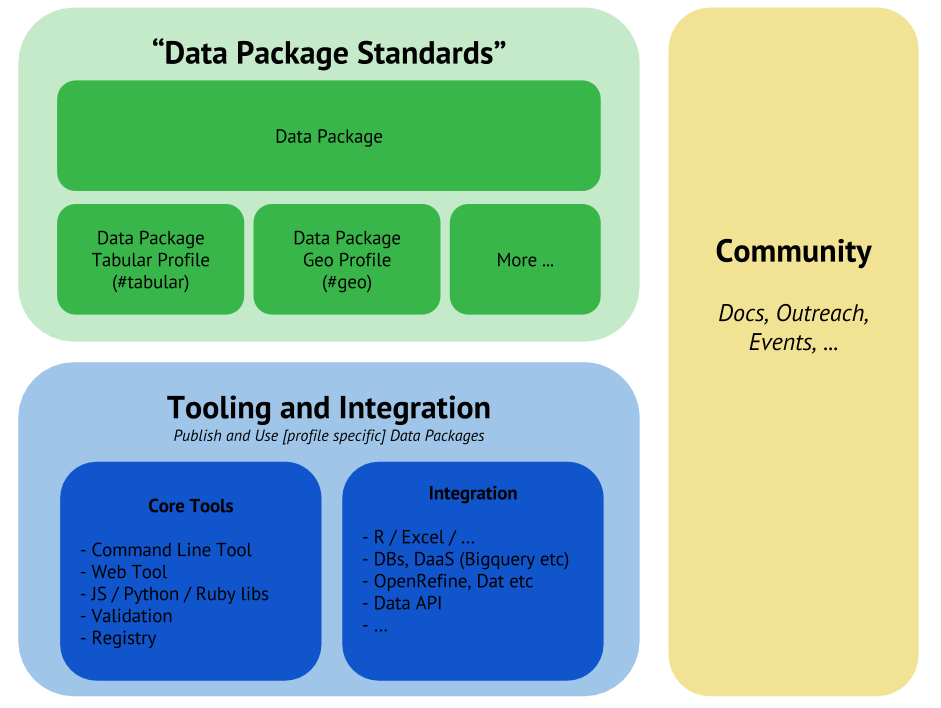 “Data Package Standards”
Data Package
Data Package
Tabular Profile
(#tabular)
Data Package
Geo Profile
(#geo)
More ...
Tooling and Integration
Publish and Use [profile specific] Data Packages
Core Tools
- Command Line Tool
- Web Tool
- JS / Python / Ruby libs
- Validation
- Registry
Integration
- R / Excel / ...
- DBs, DaaS (Bigquery etc)
- OpenRefine, Dat etc
- Data API
- ...
Community
Docs, Outreach,
Events, ...